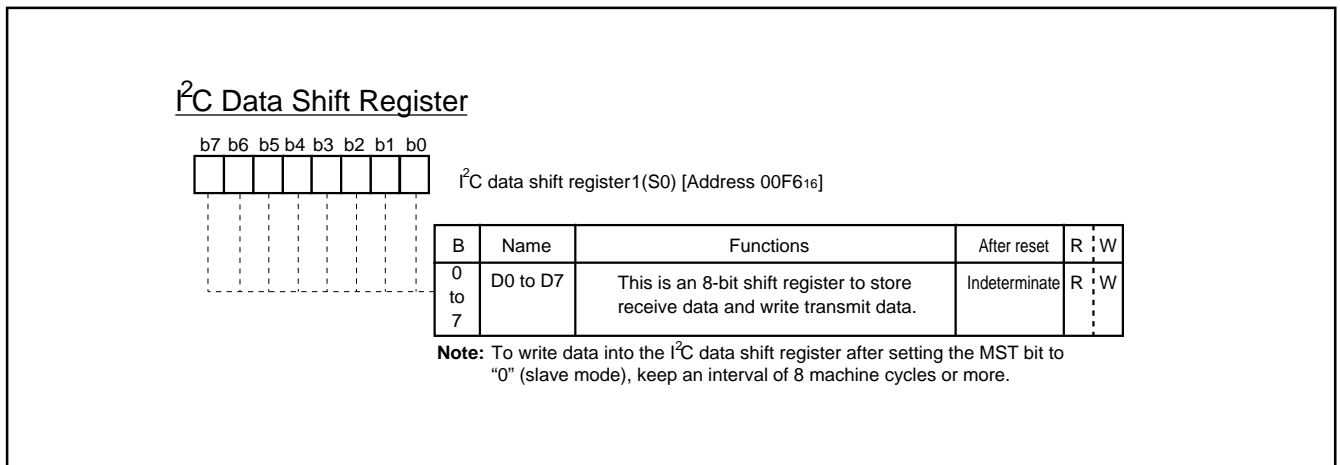 I²C Data Shift Register
b7 b6 b5 b4 b3 b2 b1 b0
I²C data shift register1(S0) [Address 00F6₁₆]
B Name Functions After reset R W
0 to 7 D0 to D7 This is an 8-bit shift register to store receive data and write transmit data. Indeterminate R W
Note: To write data into the I²C data shift register after setting the MST bit to
“0” (slave mode), keep an interval of 8 machine cycles or more.